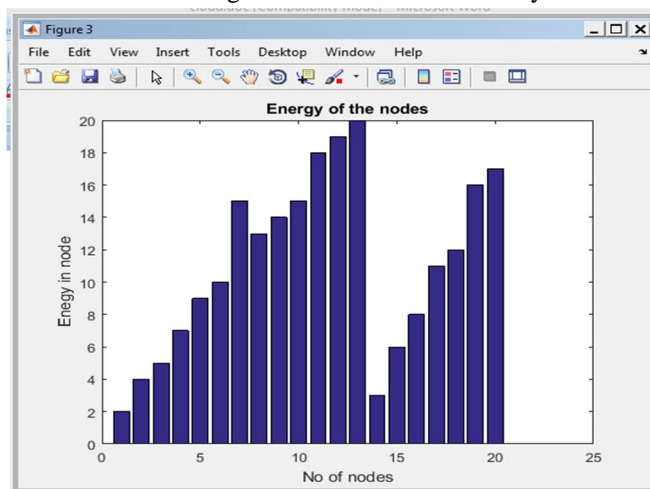 Figure 3
File Edit View Insert Tools Desktop Window Help
Energy of the nodes
20
18
16
14
12
10
8
6
4
2
0
Enegy in node
0 5 10 15 20 25
No of nodes